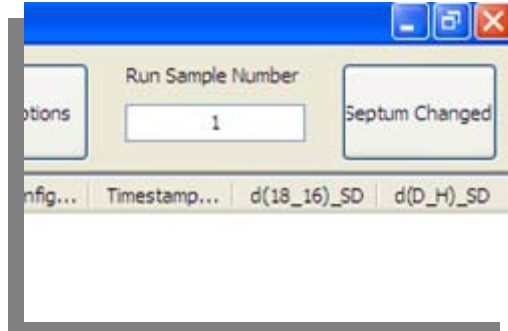 Run Sample Number
ptions
1
Septum Changed
nfig... Timestamp... d(18_16)_SD d(D_H)_SD